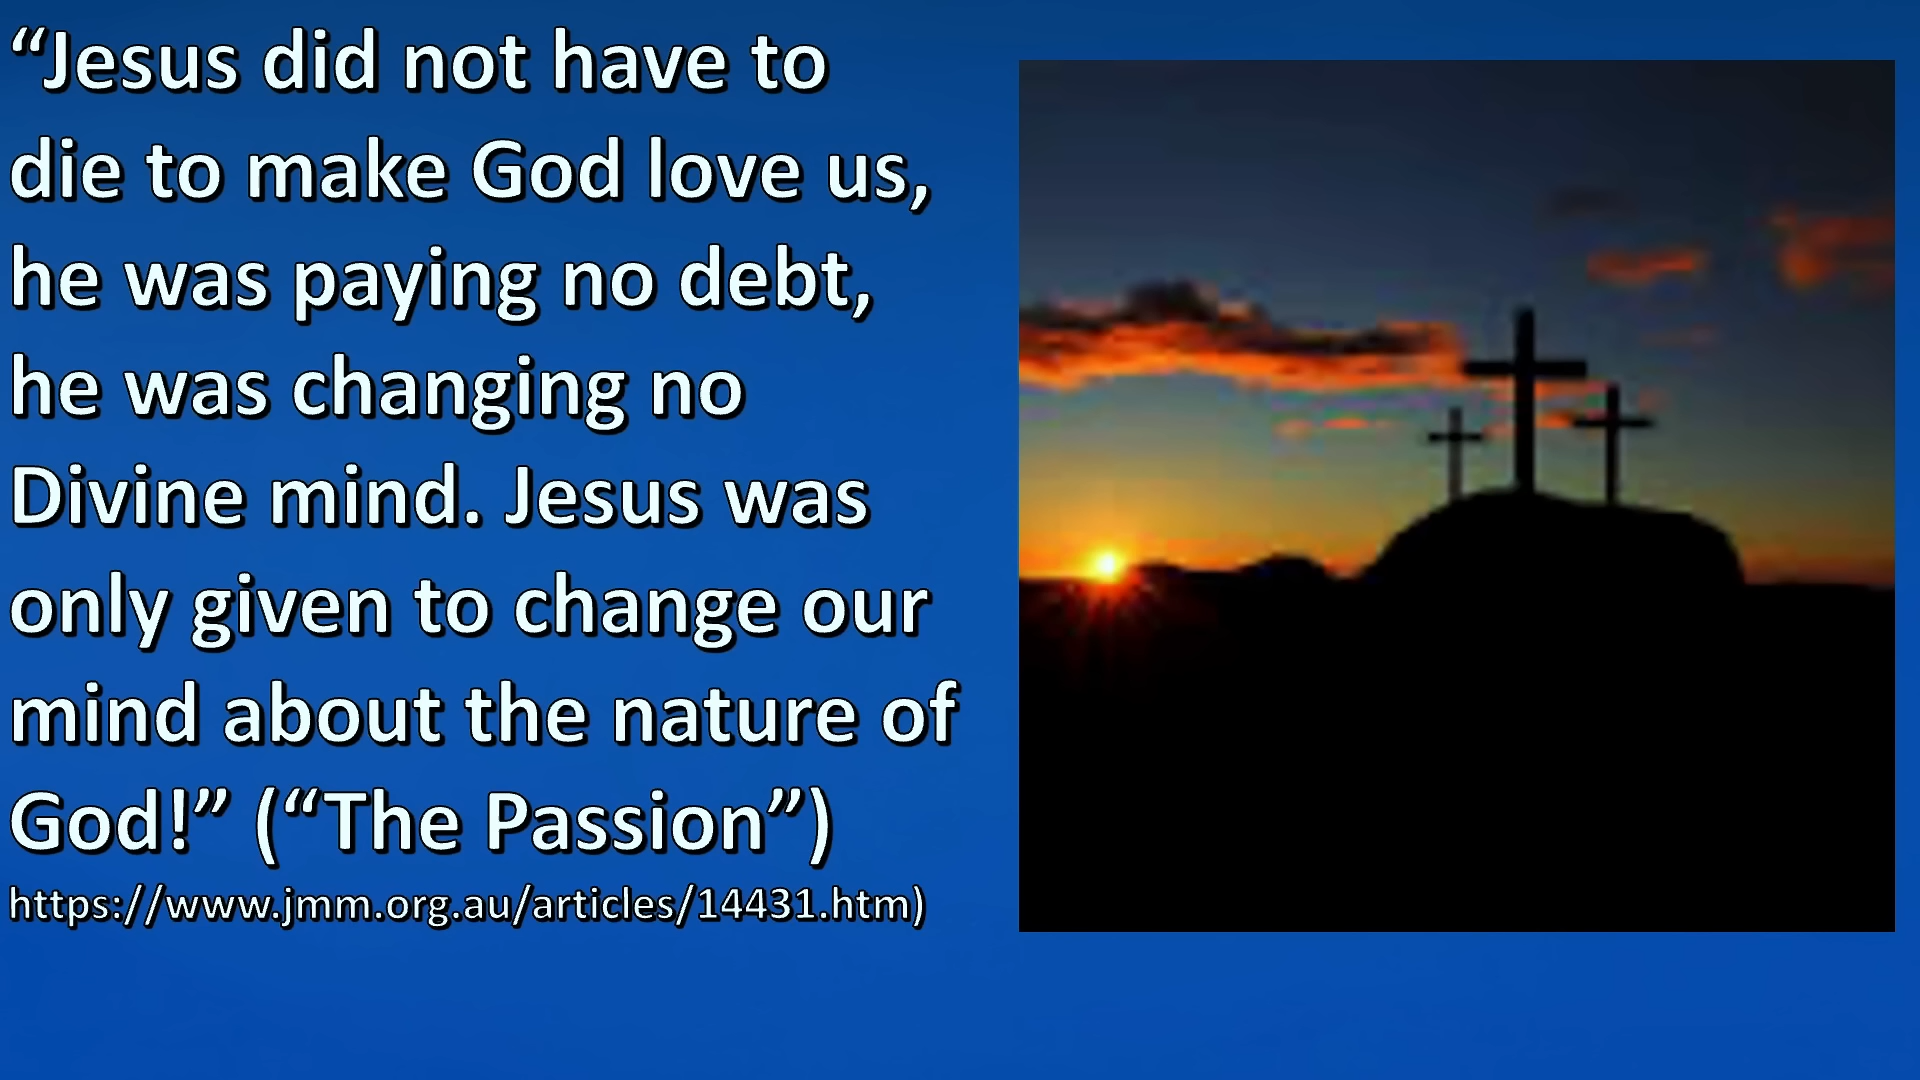 “Jesus did not have to
die to make God love us,
he was paying no debt,
he was changing no
Divine mind. Jesus was
only given to change our
mind about the nature of
God!” (“The Passion”)
https://www.jmm.org.au/articles/14431.htm)